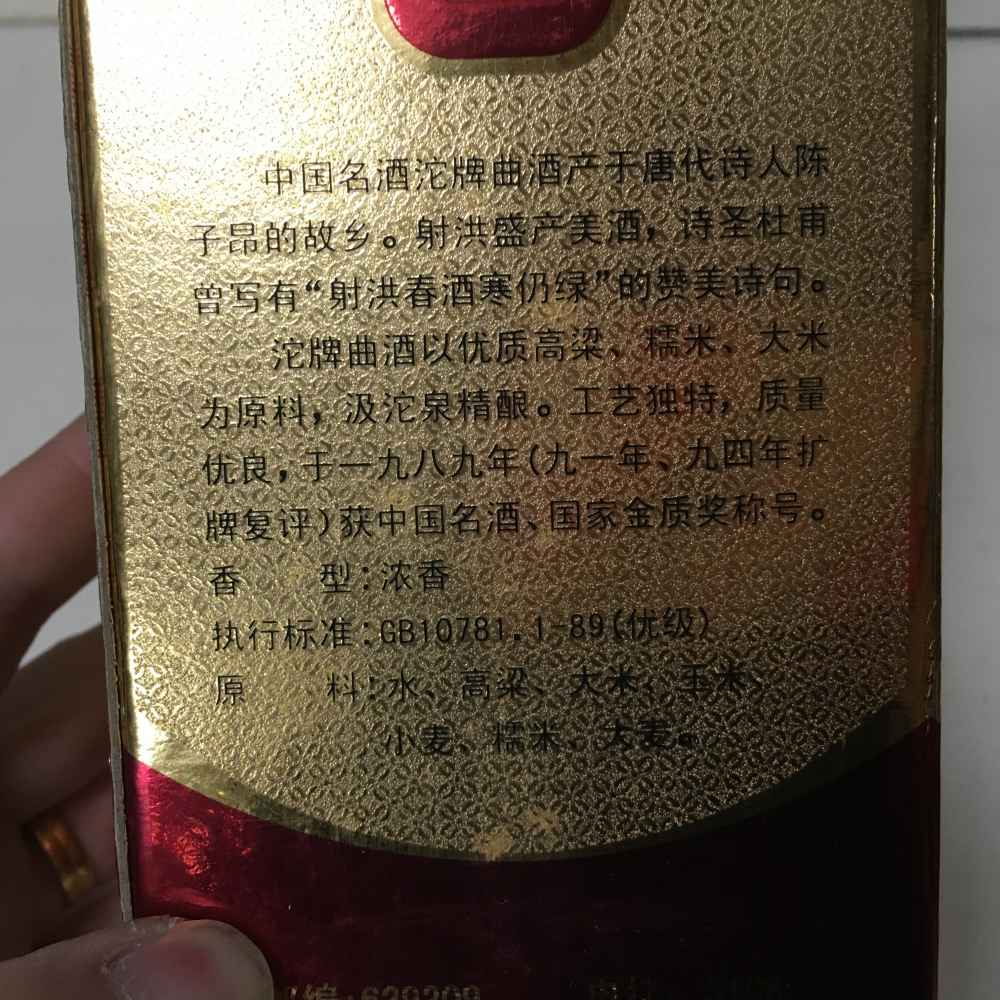 中国名酒沱牌曲酒产于唐代诗人陈
子昂的故乡。射洪盛产美酒，诗圣杜甫
曾写有“射洪春酒寒仍绿”的赞美诗句。
沱牌曲酒以优质高粱、糯米、大米
为原料，汲沱泉精酿。工艺独特，质量
优良，于一九八九年(九一年、九四年扩
牌复评)获中国名酒、国家金质奖称号。
香 型：浓香
执行标准：GB10781.1-89(优级)
原 料：水、高粱、大米、玉米、
小麦、糯米、大麦。
编：629209